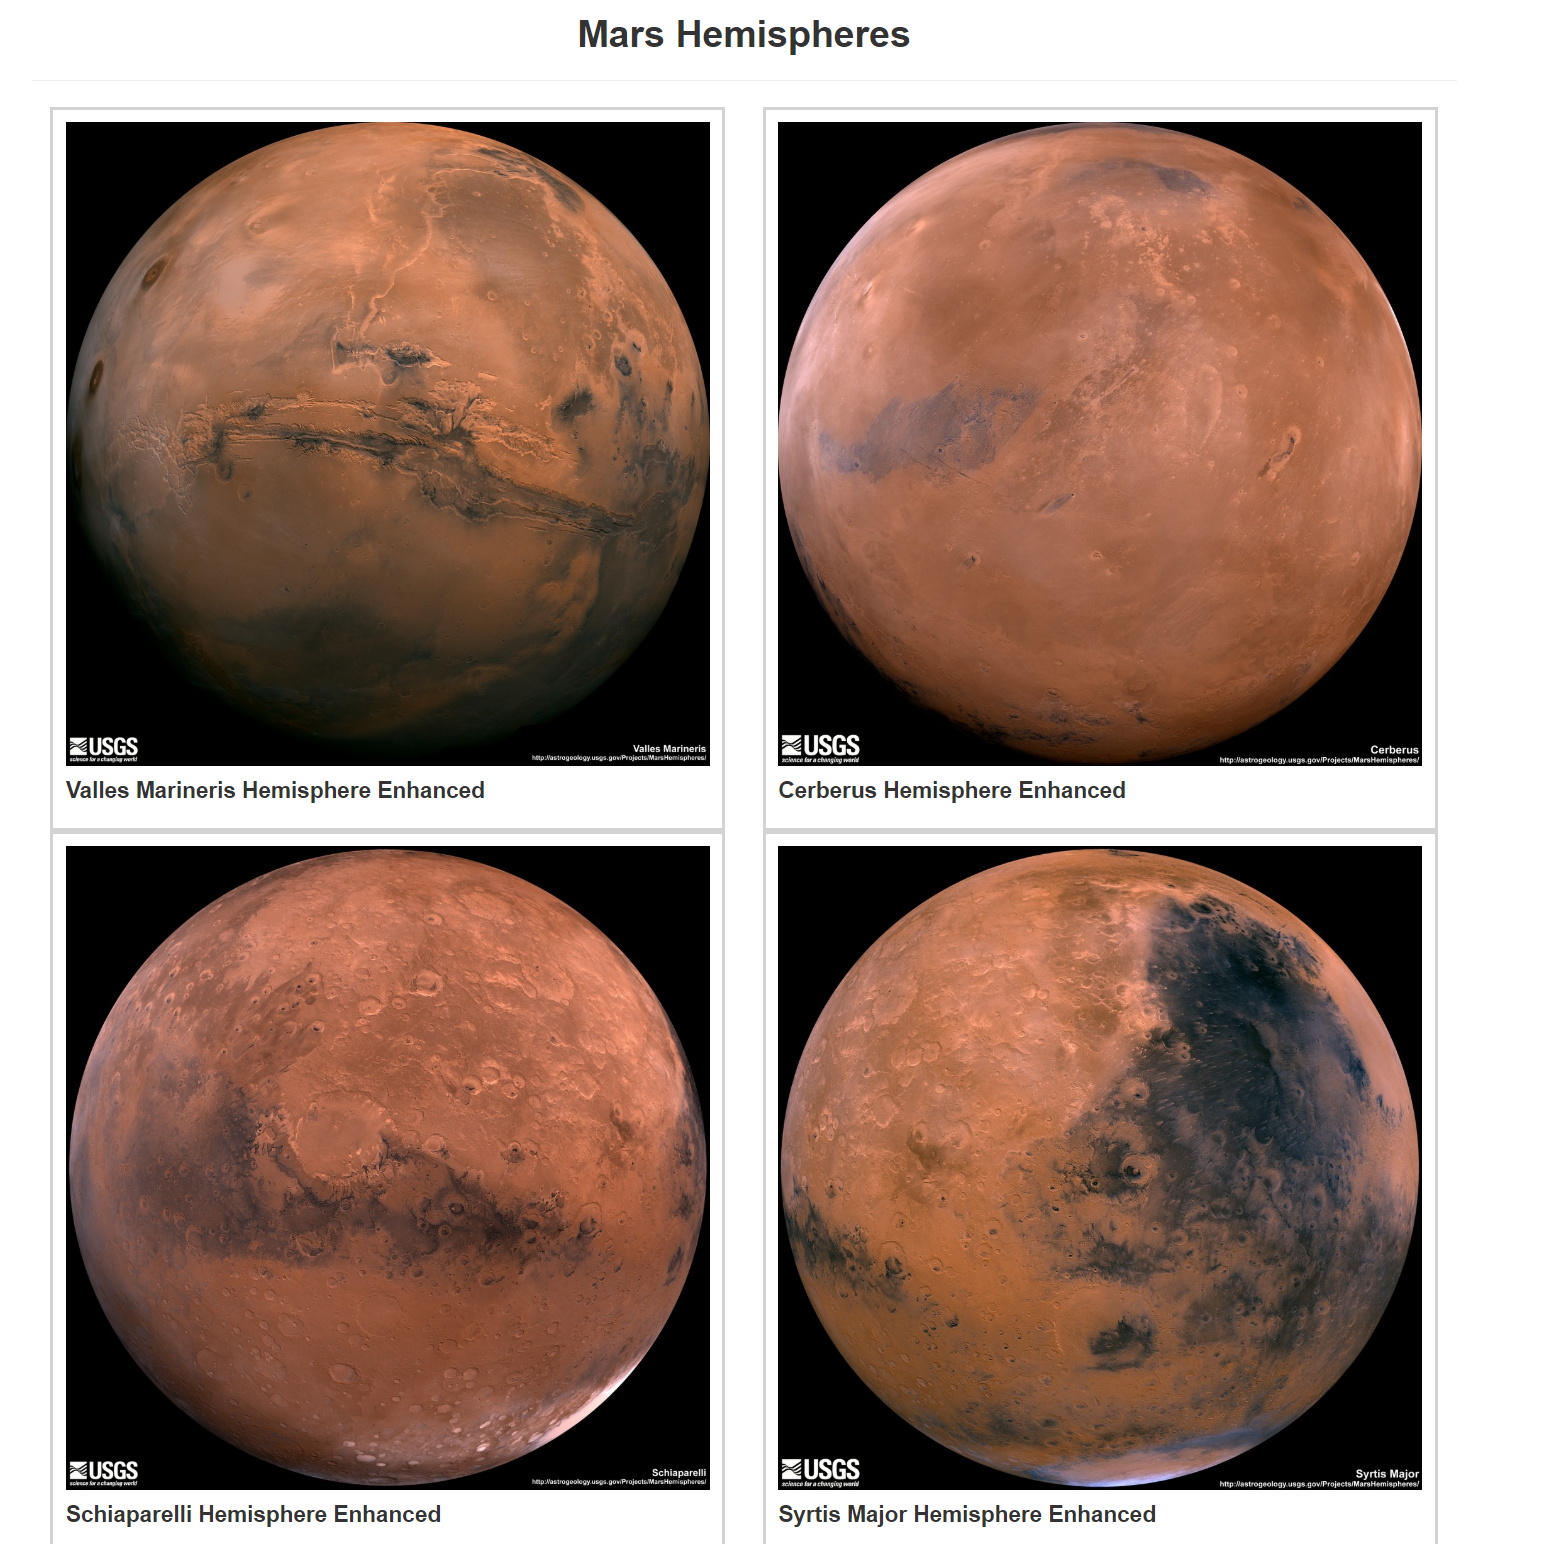 Mars Hemispheres
USGS
science for a changing world
Valles Marineris
http://astrogeology.usgs.gov/Projects/MarsHemispheres/
Valles Marineris Hemisphere Enhanced
USGS
science for a changing world
Cerberus
http://astrogeology.usgs.gov/Projects/MarsHemispheres/
Cerberus Hemisphere Enhanced
USGS
science for a changing world
Schiaparelli
http://astrogeology.usgs.gov/Projects/MarsHemispheres/
Schiaparelli Hemisphere Enhanced
USGS
science for a changing world
Syrtis Major
http://astrogeology.usgs.gov/Projects/MarsHemispheres/
Syrtis Major Hemisphere Enhanced